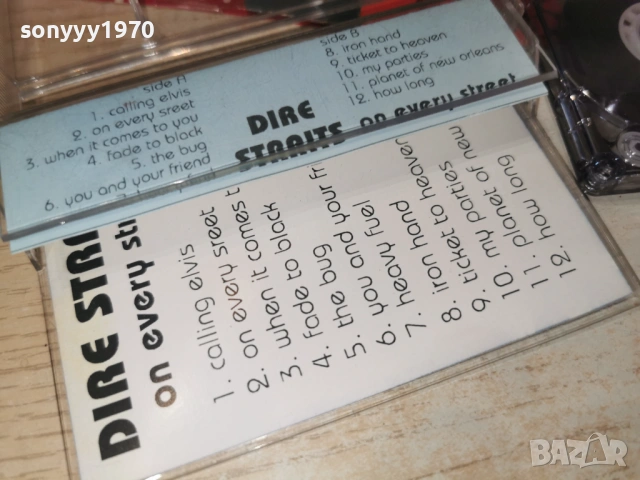 sonyyy1970
side A
1. calling elvis
2. on every sreet
3. when it comes to you
4. fade to black
5. the bug
6. you and your friend
DIRE
STRAITS on every street
side B
8. iron hand
9. ticket to heaven
10. my parties
11. planet of new orleans
12. how long
DIRE STRA
on every str
1. calling elvis
2. on every sreet
3. when it comes t
4. fade to black
5. the bug
6. you and your fr
7. heavy fuel
8. iron hand
9. ticket to heaven
10. my parties
11. planet of new
12. how long
BAZAR
bg